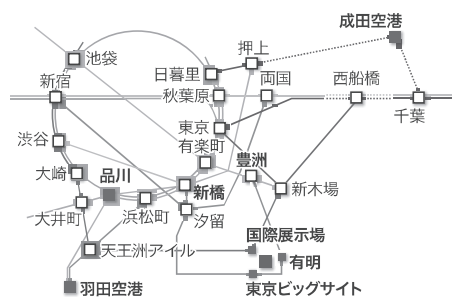 成田空港
押上
池袋
日暮里
両国
西船橋
新宿
秋葉原
千葉
東京
渋谷
有楽町
豊洲
大崎
品川
新橋
新木場
大井町
浜松町
汐留
国際展示場
天王洲アイル
有明
羽田空港
東京ビッグサイト